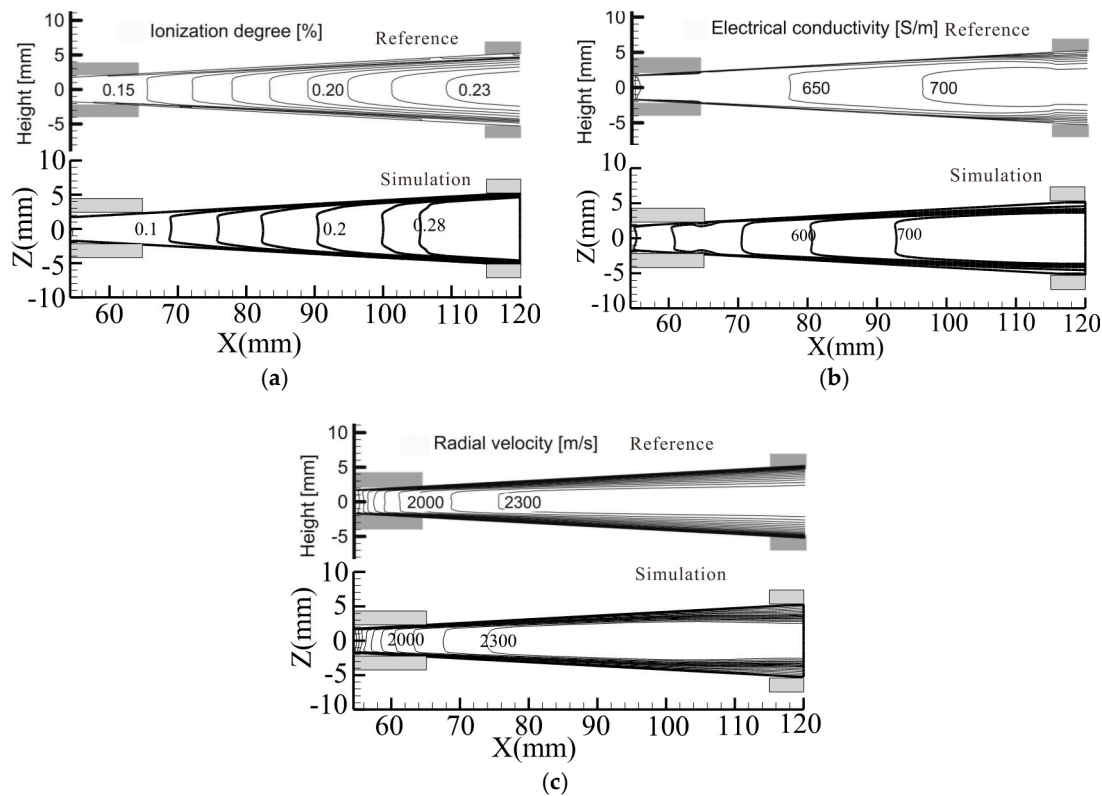 Ionization degree [%]
Reference
Height [mm]
10
5
0
-5
0.15
0.20
0.23
Simulation
Z(mm)
10
5
0
-5
-10
0.1
0.2
0.28
60 70 80 90 100 110 120
X(mm)
(a)
Electrical conductivity [S/m]
Reference
Height [mm]
10
5
0
-5
650
700
Simulation
Z(mm)
10
5
0
-5
-10
600
700
60 70 80 90 100 110 120
X(mm)
(b)
Radial velocity [m/s]
Reference
Height [mm]
10
5
0
-5
2000
2300
Simulation
Z(mm)
10
5
0
-5
-10
2000
2300
60 70 80 90 100 110 120
X(mm)
(c)